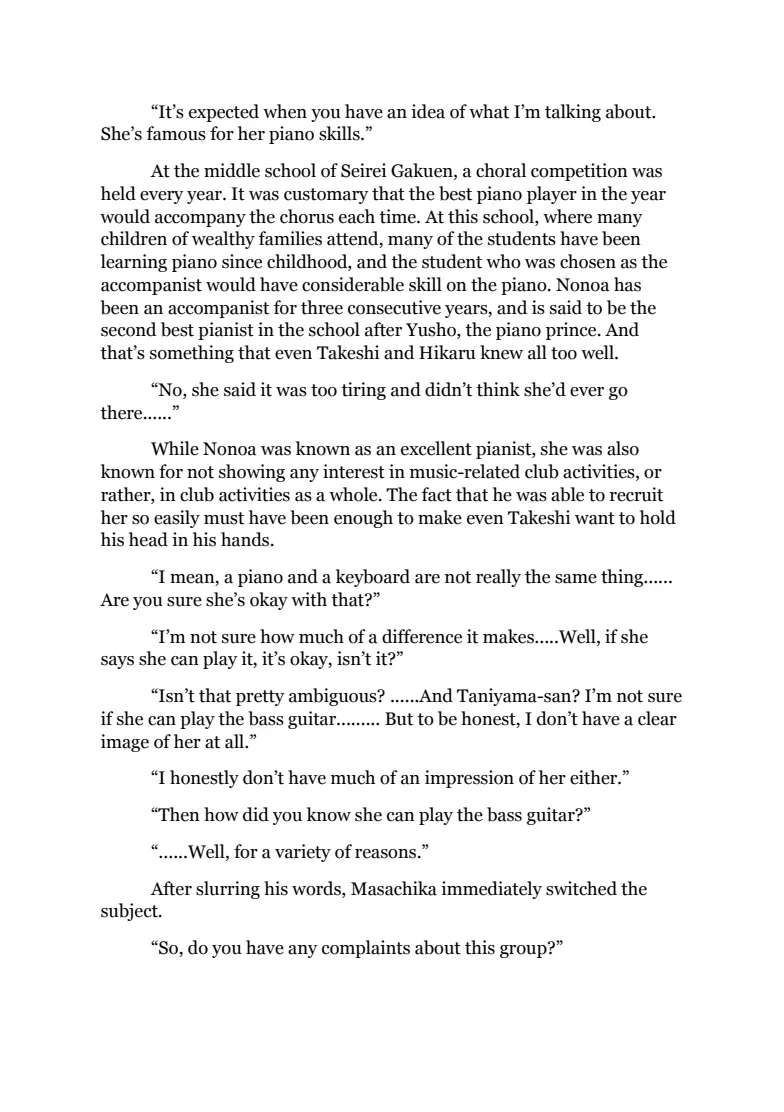 “It’s expected when you have an idea of what I’m talking about.
She’s famous for her piano skills.”
At the middle school of Seirei Gakuen, a choral competition was
held every year. It was customary that the best piano player in the year
would accompany the chorus each time. At this school, where many
children of wealthy families attend, many of the students have been
learning piano since childhood, and the student who was chosen as the
accompanist would have considerable skill on the piano. Nonoa has
been an accompanist for three consecutive years, and is said to be the
second best pianist in the school after Yusho, the piano prince. And
that’s something that even Takeshi and Hikaru knew all too well.
“No, she said it was too tiring and didn’t think she’d ever go
there......”
While Nonoa was known as an excellent pianist, she was also
known for not showing any interest in music-related club activities, or
rather, in club activities as a whole. The fact that he was able to recruit
her so easily must have been enough to make even Takeshi want to hold
his head in his hands.
“I mean, a piano and a keyboard are not really the same thing......
Are you sure she’s okay with that?”
“I’m not sure how much of a difference it makes.....Well, if she
says she can play it, it’s okay, isn’t it?”
“Isn’t that pretty ambiguous? ......And Taniyama-san? I’m not sure
if she can play the bass guitar......... But to be honest, I don’t have a clear
image of her at all.”
“I honestly don’t have much of an impression of her either.”
“Then how did you know she can play the bass guitar?”
“......Well, for a variety of reasons.”
After slurring his words, Masachika immediately switched the
subject.
“So, do you have any complaints about this group?”